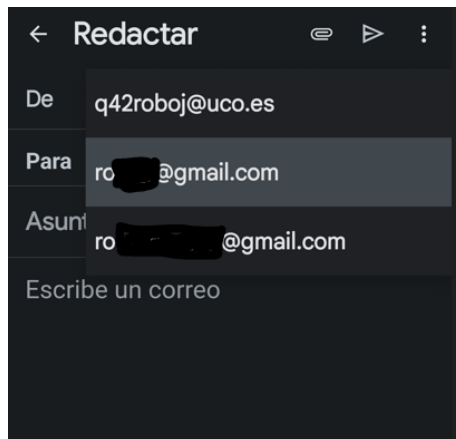 Redactar
De
q42roboj@uco.es
Para
ro @gmail.com
Asunt
ro @gmail.com
Escribe un correo